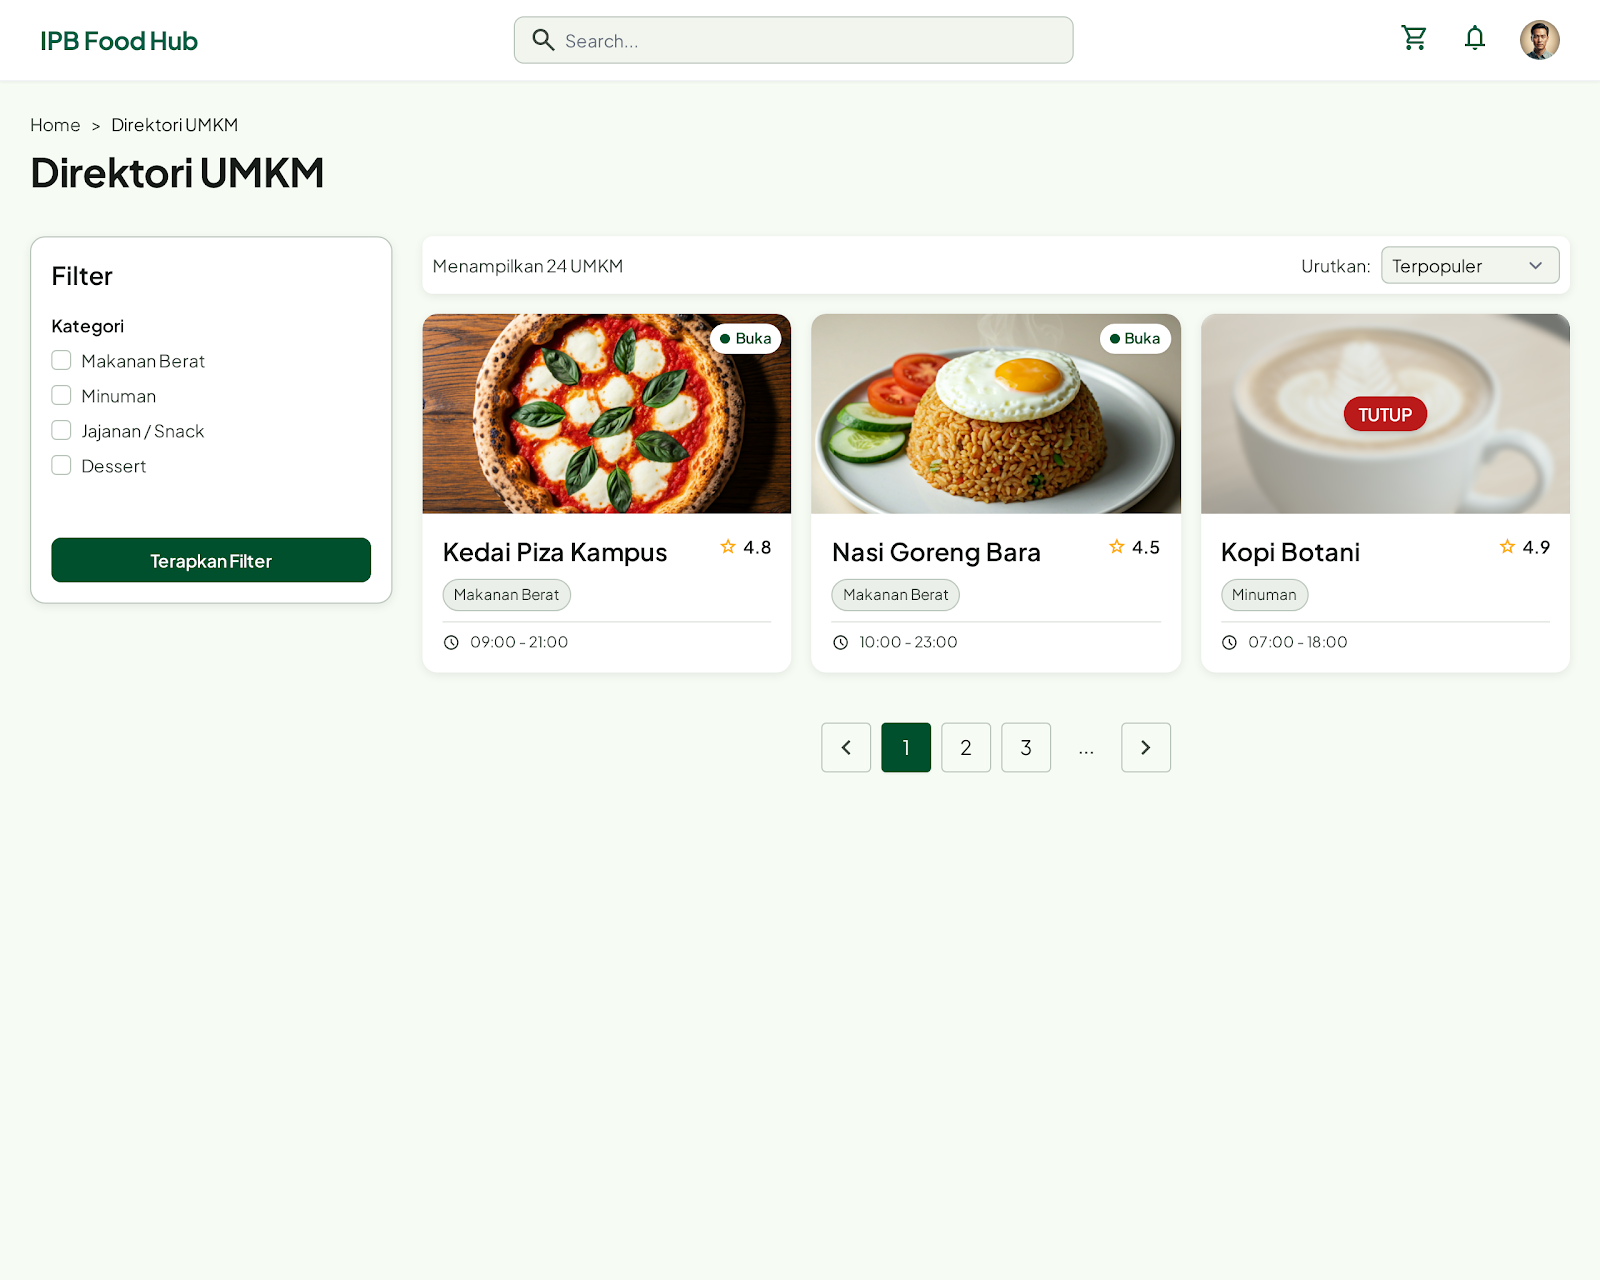 IPB Food Hub
Search...
Home > Direktori UMKM
Direktori UMKM
Filter
Kategori
Makanan Berat
Minuman
Jajanan / Snack
Dessert
Terapkan Filter
Menampilkan 24 UMKM
Urutkan: Terpopuler
Buka
Kedai Piza Kampus 4.8
Makanan Berat
09:00 - 21:00
Buka
Nasi Goreng Bara 4.5
Makanan Berat
10:00 - 23:00
TUTUP
Kopi Botani 4.9
Minuman
07:00 - 18:00
1 2 3 ...